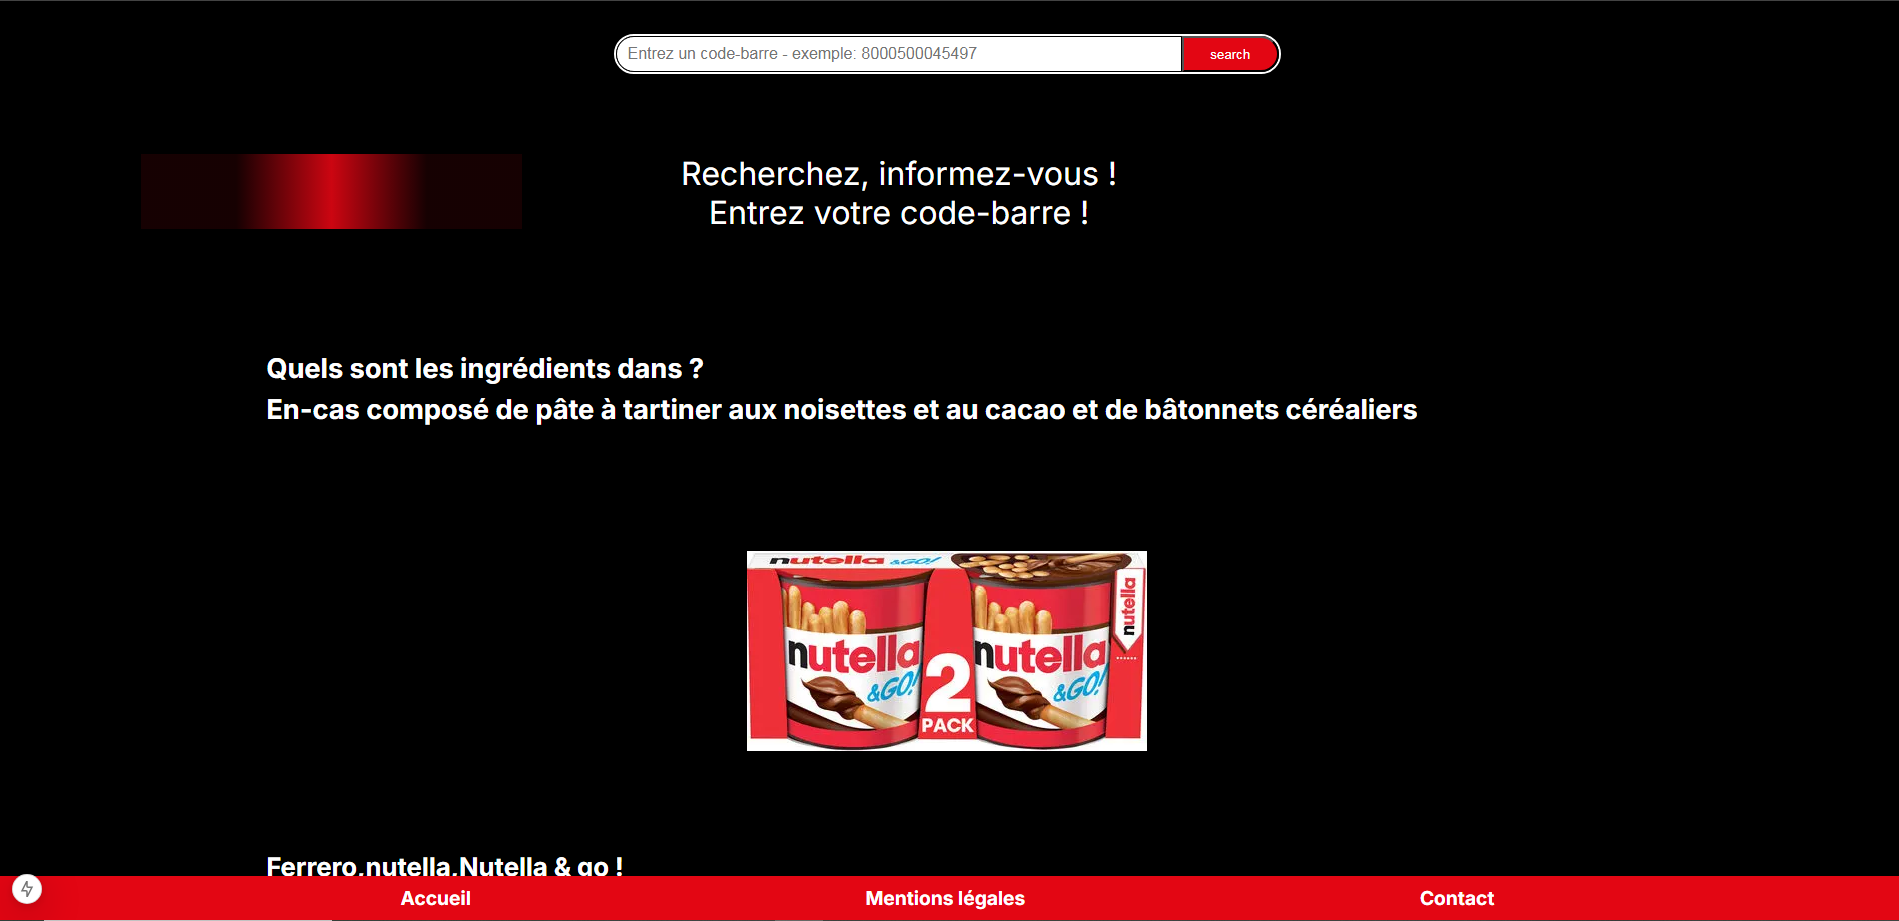 Entrez un code-barre - exemple: 8000500045497
search
Recherchez, informez-vous !
Entrez votre code-barre !
Quels sont les ingrédients dans ?
En-cas composé de pâte à tartiner aux noisettes et au cacao et de bâtonnets céréaliers
nutella &GO!
nutella
nutella
&GO!
2
PACK
nutella
&GO!
Ferrero,nutella,Nutella & go !
Accueil
Mentions légales
Contact